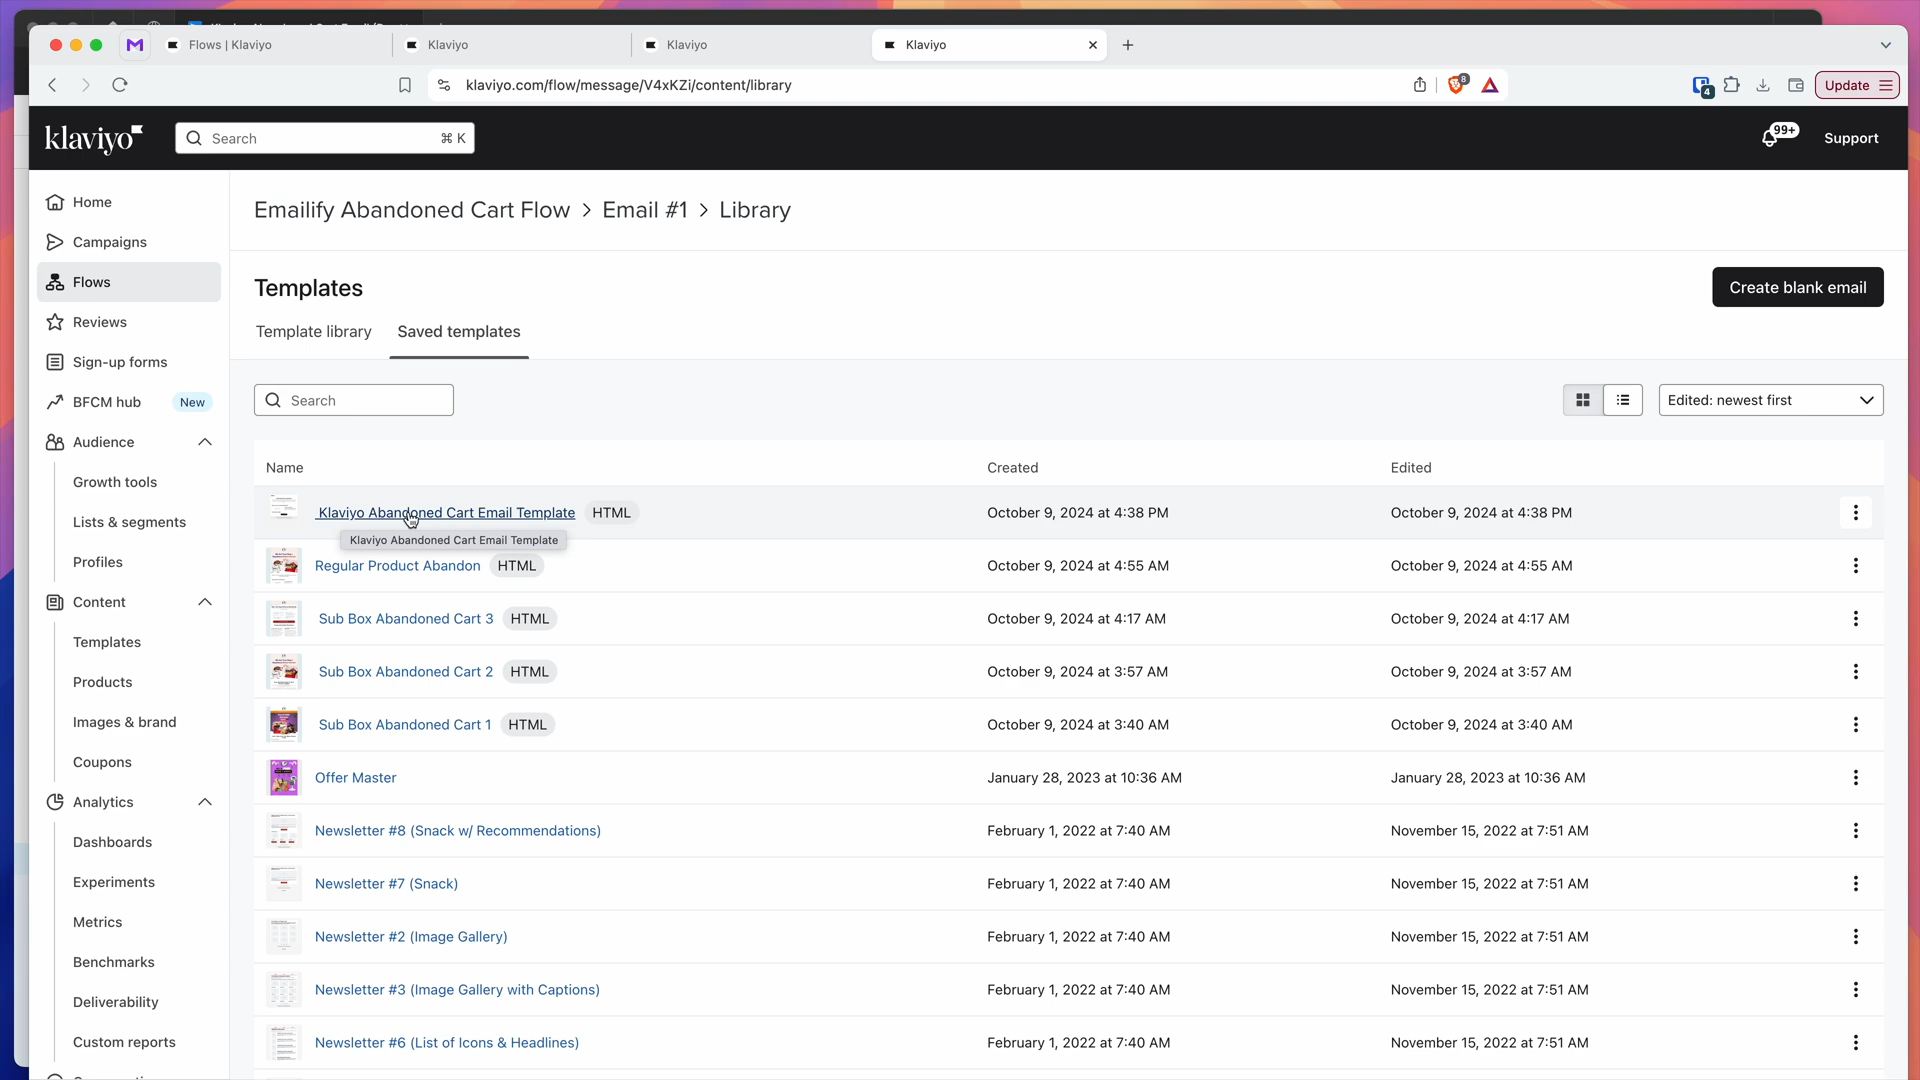 Flows | Klaviyo
Klaviyo
Klaviyo
Klaviyo
klaviyo.com/flow/message/V4xKZi/content/library
8
4
Update
klaviyo
Search
⌘ K
99+
Support
Home
Campaigns
Flows
Reviews
Sign-up forms
BFCM hub New
Audience
Growth tools
Lists & segments
Profiles
Content
Templates
Products
Images & brand
Coupons
Analytics
Dashboards
Experiments
Metrics
Benchmarks
Deliverability
Custom reports
Emailify Abandoned Cart Flow > Email #1 > Library
Templates
Create blank email
Template library Saved templates
Search
Edited: newest first
Name Created Edited
Klaviyo Abandoned Cart Email Template HTML October 9, 2024 at 4:38 PM October 9, 2024 at 4:38 PM
Klaviyo Abandoned Cart Email Template
Regular Product Abandon HTML October 9, 2024 at 4:55 AM October 9, 2024 at 4:55 AM
Sub Box Abandoned Cart 3 HTML October 9, 2024 at 4:17 AM October 9, 2024 at 4:17 AM
Sub Box Abandoned Cart 2 HTML October 9, 2024 at 3:57 AM October 9, 2024 at 3:57 AM
Sub Box Abandoned Cart 1 HTML October 9, 2024 at 3:40 AM October 9, 2024 at 3:40 AM
Offer Master January 28, 2023 at 10:36 AM January 28, 2023 at 10:36 AM
Newsletter #8 (Snack w/ Recommendations) February 1, 2022 at 7:40 AM November 15, 2022 at 7:51 AM
Newsletter #7 (Snack) February 1, 2022 at 7:40 AM November 15, 2022 at 7:51 AM
Newsletter #2 (Image Gallery) February 1, 2022 at 7:40 AM November 15, 2022 at 7:51 AM
Newsletter #3 (Image Gallery with Captions) February 1, 2022 at 7:40 AM November 15, 2022 at 7:51 AM
Newsletter #6 (List of Icons & Headlines) February 1, 2022 at 7:40 AM November 15, 2022 at 7:51 AM